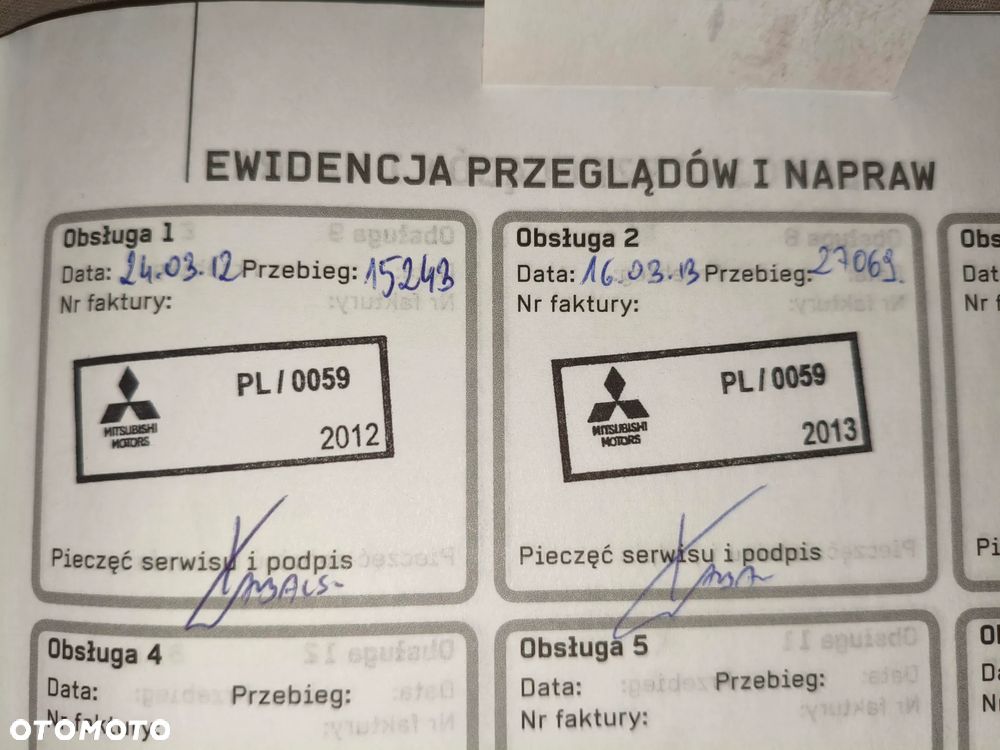 EWIDENCJA PRZEGLĄDÓW I NAPRAW
Obsługa 1
Data: 24.03.12 Przebieg: 15243
Nr faktury:
PL/0059
MITSUBISHI
MOTORS
2012
Pieczęć serwisu i podpis
Obsługa 2
Data: 16.03.13 Przebieg: 27069.
Nr faktury:
PL/0059
MITSUBISHI
MOTORS
2013
Pieczęć serwisu i podpis
Obsługa 4
Data: Przebieg:
Nr faktury:
Obsługa 5
Data: Przebieg:
Nr faktury:
OTOMOTO